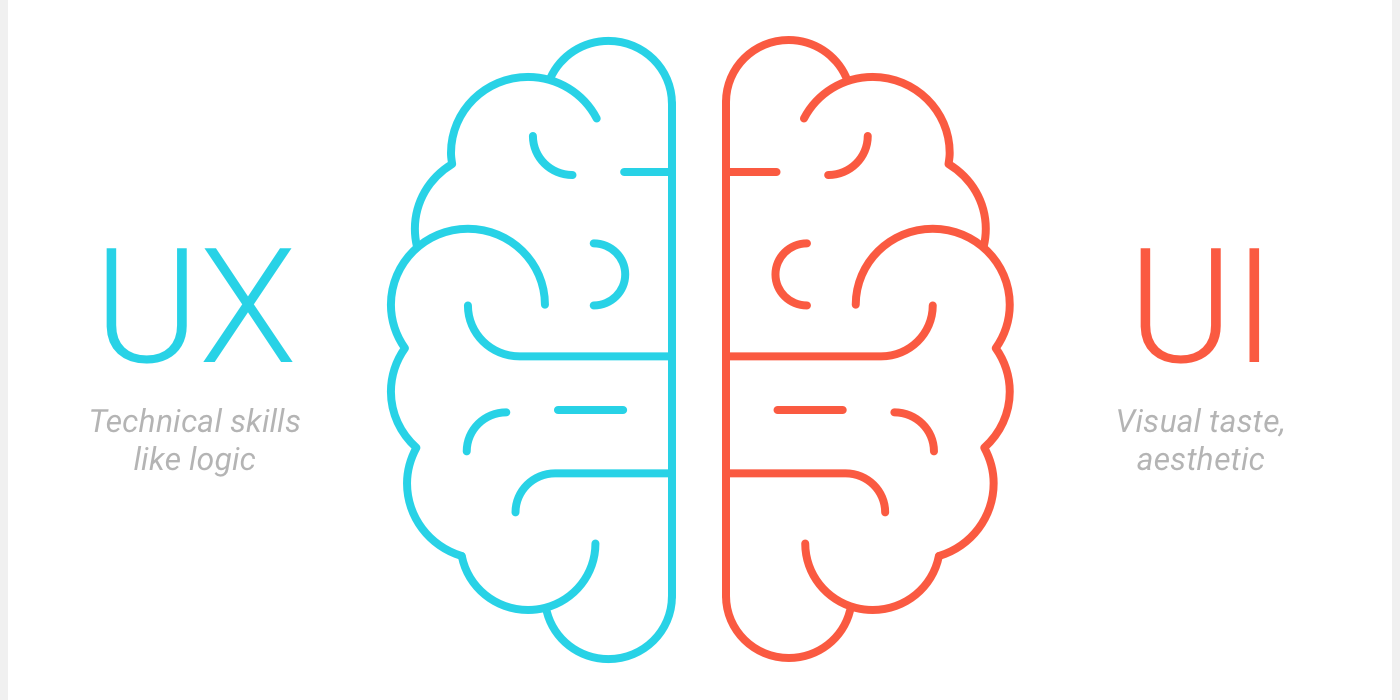 UX
Technical skills
like logic
UI
Visual taste,
aesthetic